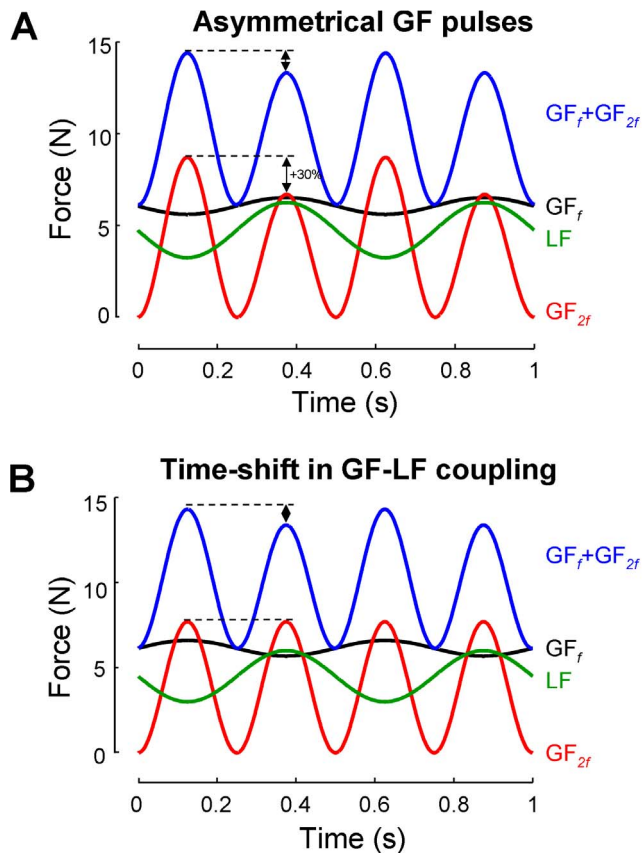 A
Asymmetrical GF pulses
15
10
5
0
Force (N)
+30%
GFf+GF2f
GFf
LF
GF2f
0
0.2
0.4
0.6
0.8
1
Time (s)
B
Time-shift in GF-LF coupling
15
10
5
0
Force (N)
GFf+GF2f
GFf
LF
GF2f
0
0.2
0.4
0.6
0.8
1
Time (s)